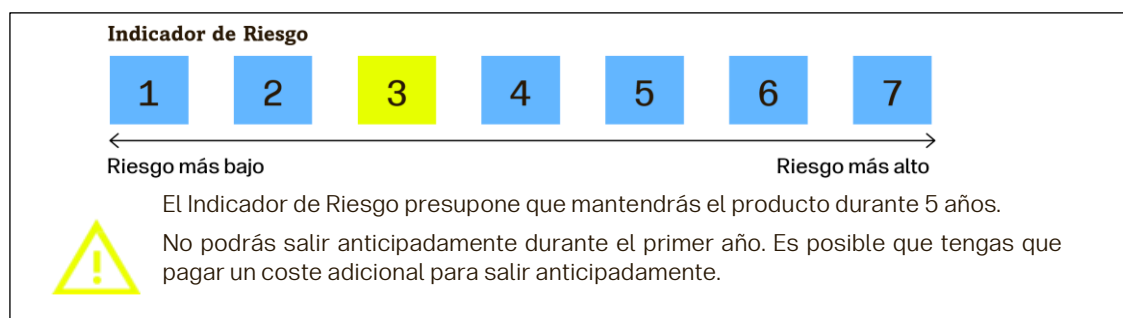 Indicador de Riesgo
1 2 3 4 5 6 7
Riesgo más bajo Riesgo más alto
El Indicador de Riesgo presupone que mantendrás el producto durante 5 años.
No podrás salir anticipadamente durante el primer año. Es posible que tengas que
pagar un coste adicional para salir anticipadamente.